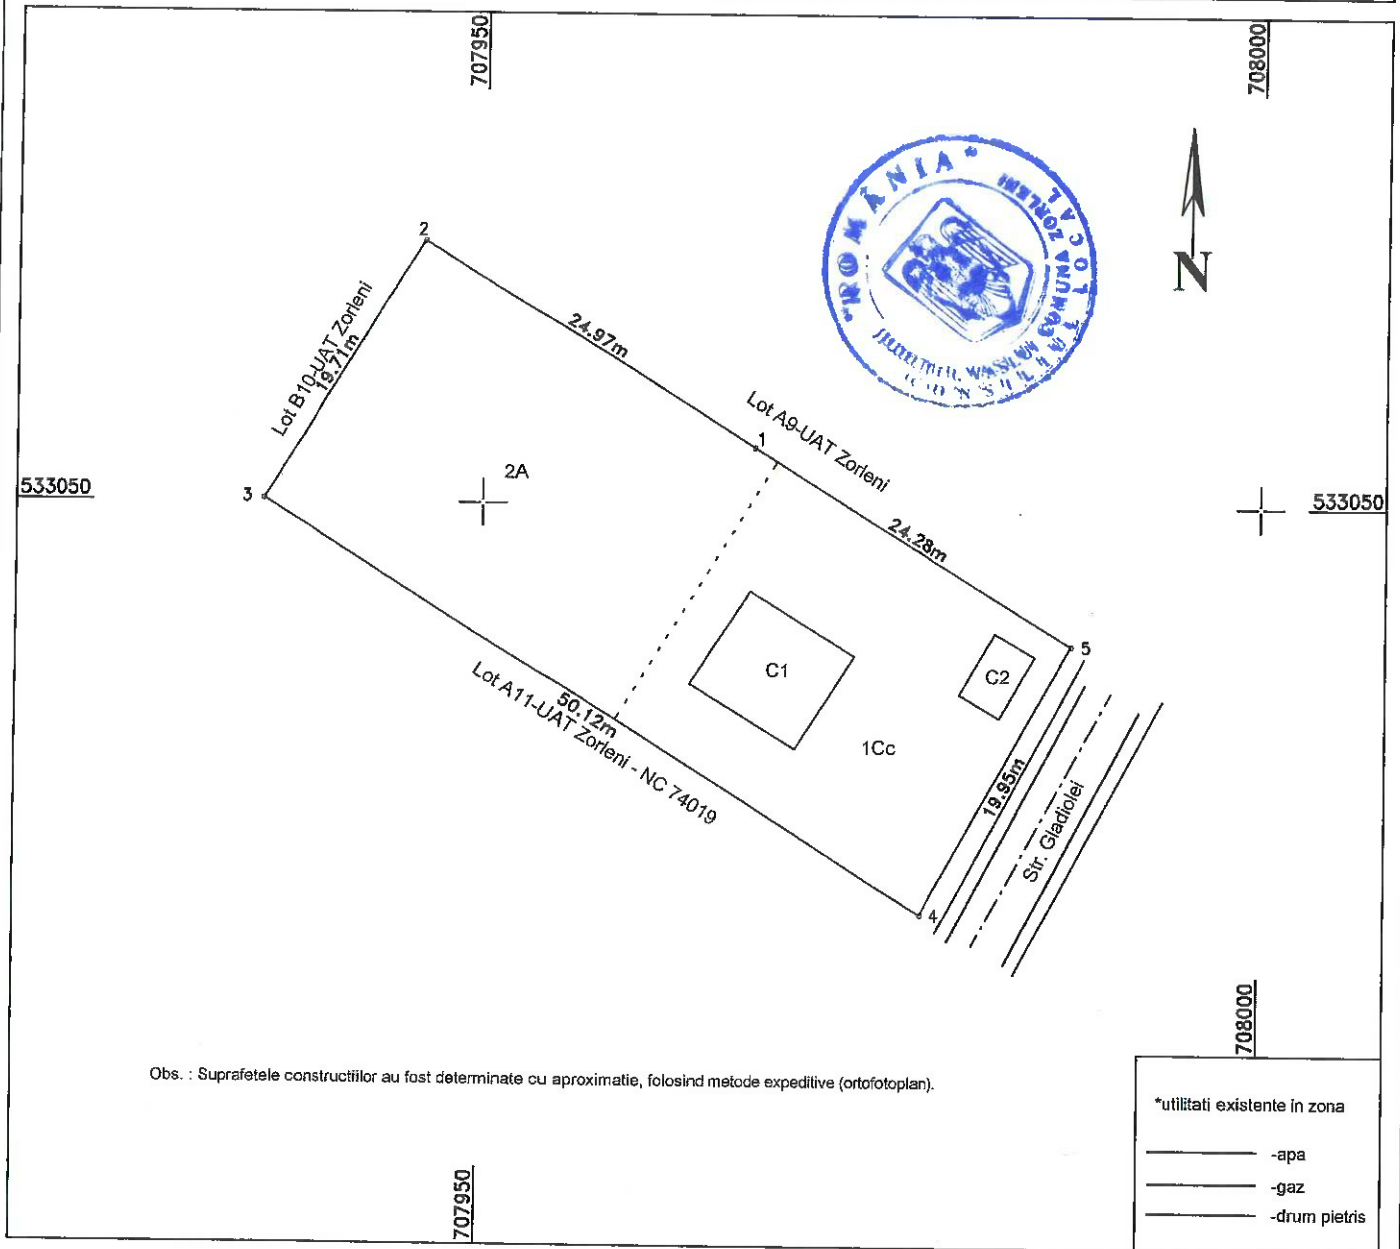 707950
708000
"ROMÂNIA"
CONSILIUL LOCAL
COMUNA ZORLENI
JUDETUL VASLUI
N
2
24.97m
Lot B10-UAT Zorleni
19.71m
Lot A9-UAT Zorleni
1
2A
533050
3
533050
24.28m
5
C1
C2
Lot A11-UAT Zorleni - NC 74019
50.12m
1Cc
19.95m
Str. Gladiolei
4
708000
Obs. : Suprafetele constructiilor au fost determinate cu aproximatie, folosind metode expeditive (ortofotoplan).
*utilitati existente in zona
-apa
-gaz
-drum pietris
707950